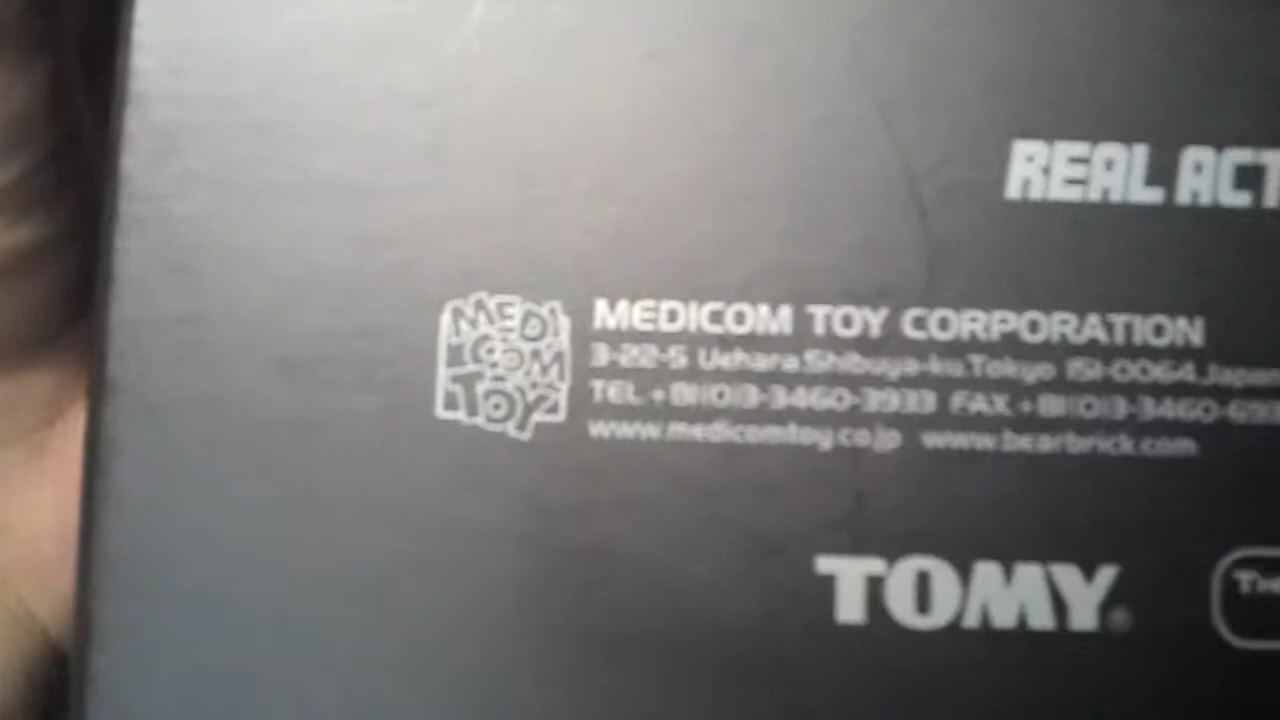 REAL ACT
MEDI
COM
TOY
MEDICOM TOY CORPORATION
3-22-5 Uehara,Shibuya-ku,Tokyo 151-0064,Japan
TEL+81(0)3-3460-3933 FAX+81(0)3-3460-693
www.medicomtoy.co.jp www.bearbrick.com
TOMY®